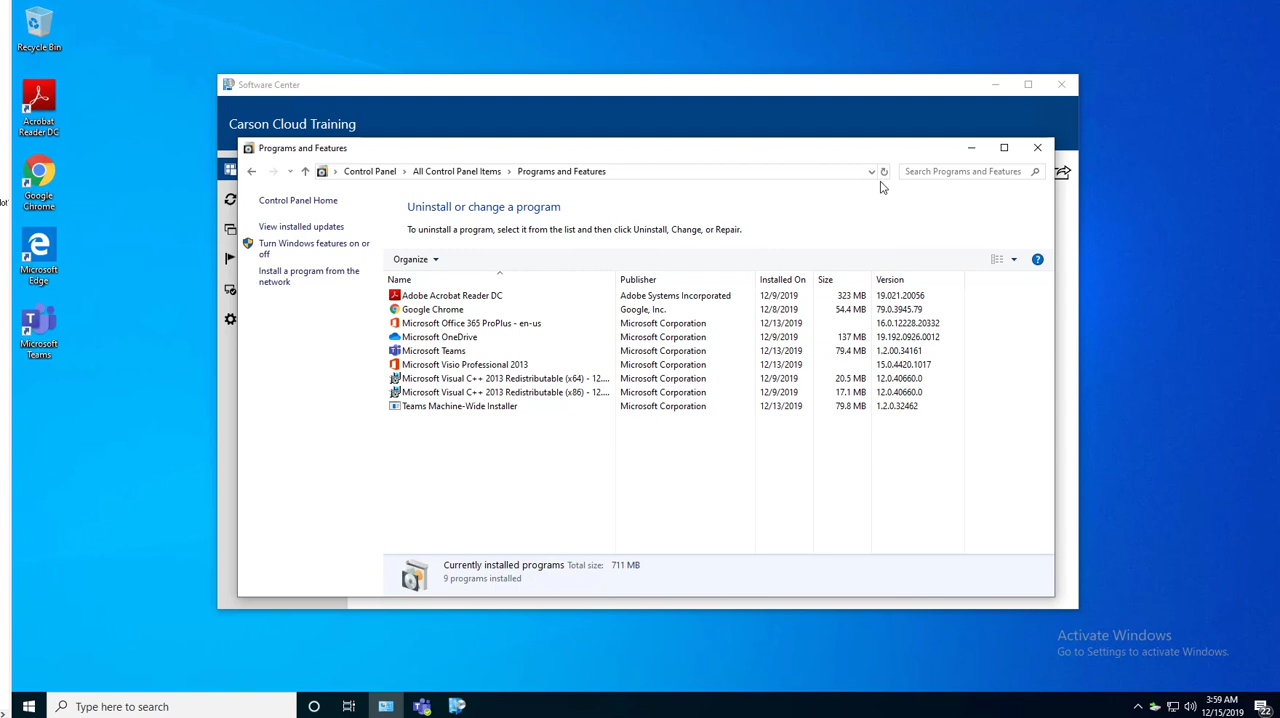 Recycle Bin
Acrobat
Reader DC
Google
Chrome
Microsoft
Edge
Microsoft
Teams
Software Center
Carson Cloud Training
Programs and Features
Control Panel > All Control Panel Items > Programs and Features
Search Programs and Features
Control Panel Home
View installed updates
Turn Windows features on or
off
Install a program from the
network
Uninstall or change a program
To uninstall a program, select it from the list and then click Uninstall, Change, or Repair.
Organize
Name Publisher Installed On Size Version
Adobe Acrobat Reader DC Adobe Systems Incorporated 12/9/2019 323 MB 19.021.20056
Google Chrome Google, Inc. 12/8/2019 54.4 MB 79.0.3945.79
Microsoft Office 365 ProPlus - en-us Microsoft Corporation 12/13/2019 16.0.12228.20332
Microsoft OneDrive Microsoft Corporation 12/9/2019 137 MB 19.192.0926.0012
Microsoft Teams Microsoft Corporation 12/13/2019 79.4 MB 1.2.00.34161
Microsoft Visio Professional 2013 Microsoft Corporation 12/13/2019 15.0.4420.1017
Microsoft Visual C++ 2013 Redistributable (x64) - 12.... Microsoft Corporation 12/9/2019 20.5 MB 12.0.40660.0
Microsoft Visual C++ 2013 Redistributable (x86) - 12.... Microsoft Corporation 12/9/2019 17.1 MB 12.0.40660.0
Teams Machine-Wide Installer Microsoft Corporation 12/13/2019 79.8 MB 1.2.0.32462
Currently installed programs Total size: 711 MB
9 programs installed
Activate Windows
Go to Settings to activate Windows.
Type here to search
3:59 AM
12/15/2019
22